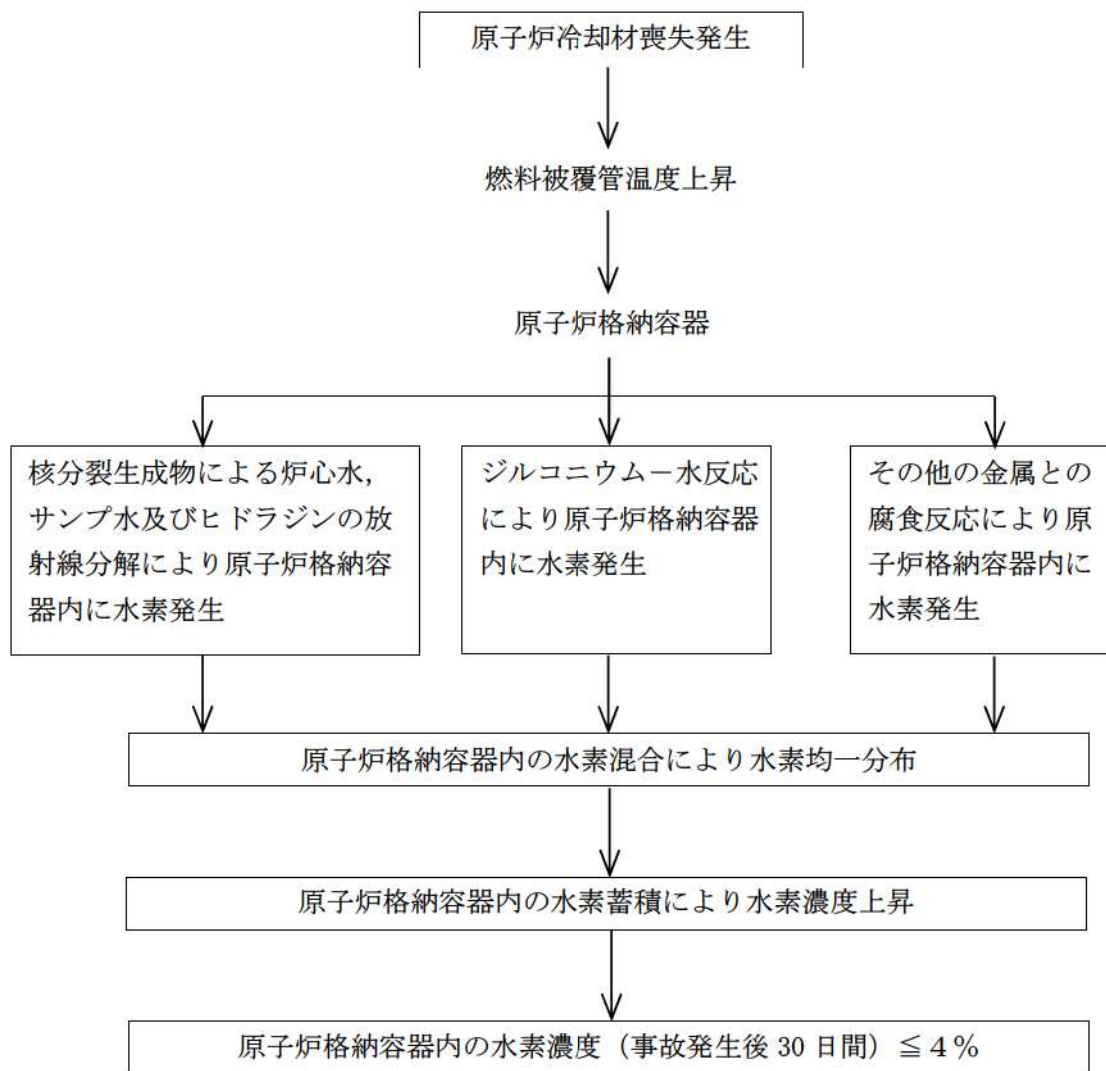 原子炉冷却材喪失発生
燃料被覆管温度上昇
原子炉格納容器
核分裂生成物による炉心水，
サンプ水及びヒドラジンの放
射線分解により原子炉格納容
器内に水素発生
ジルコニウム－水反応
により原子炉格納容器
内に水素発生
その他の金属との
腐食反応により原
子炉格納容器内に
水素発生
原子炉格納容器内の水素混合により水素均一分布
原子炉格納容器内の水素蓄積により水素濃度上昇
原子炉格納容器内の水素濃度（事故発生後 30 日間）≦４％